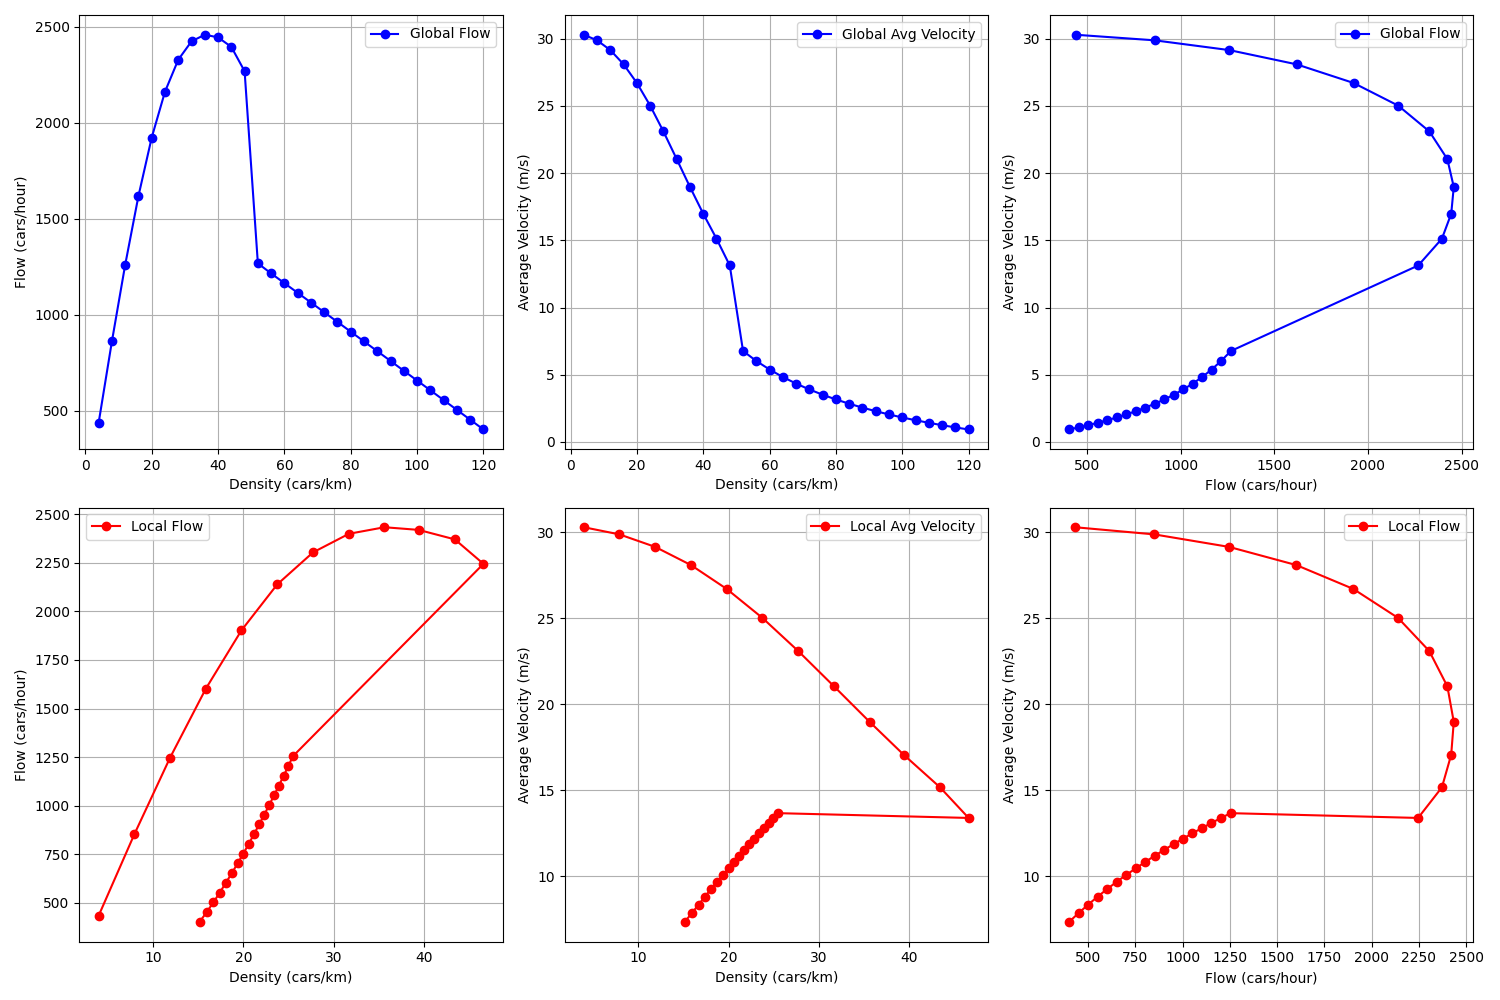 Global Flow
2500
2000
1500
1000
500
Flow (cars/hour)
0 20 40 60 80 100 120
Density (cars/km)
Global Avg Velocity
30
25
20
15
10
5
0
Average Velocity (m/s)
0 20 40 60 80 100 120
Density (cars/km)
Global Flow
30
25
20
15
10
5
0
Average Velocity (m/s)
500 1000 1500 2000 2500
Flow (cars/hour)
Local Flow
2500
2250
2000
1750
1500
1250
1000
750
500
Flow (cars/hour)
10 20 30 40
Density (cars/km)
Local Avg Velocity
30
25
20
15
10
Average Velocity (m/s)
10 20 30 40
Density (cars/km)
Local Flow
30
25
20
15
10
Average Velocity (m/s)
500 750 1000 1250 1500 1750 2000 2250 2500
Flow (cars/hour)